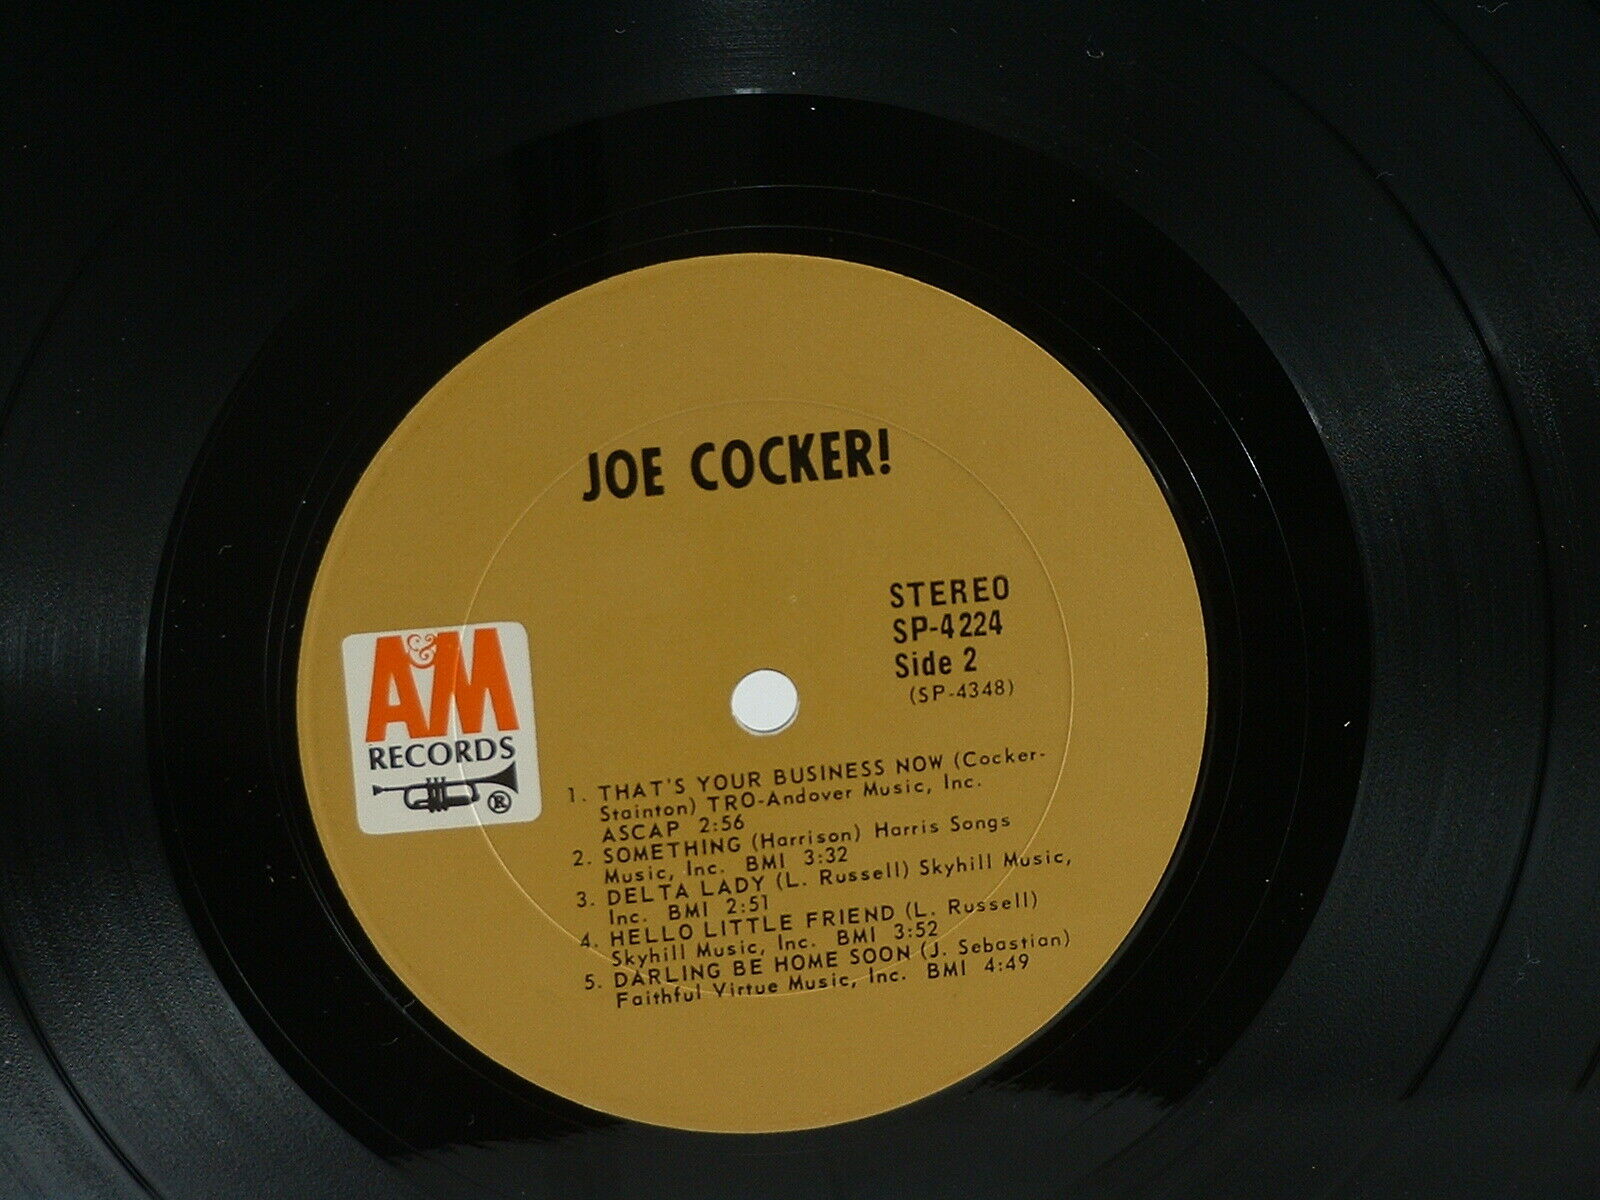 JOE COCKER!
STEREO
SP-4224
Side 2
(SP-4348)
A&M
RECORDS
®
1. THAT'S YOUR BUSINESS NOW (Cocker-
Stainton) TRO-Andover Music, Inc.
ASCAP 2:56
2. SOMETHING (Harrison) Harris Songs
Music, Inc. BMI 3:32
3. DELTA LADY (L. Russell) Skyhill Music,
Inc. BMI 2:51
4. HELLO LITTLE FRIEND (L. Russell)
Skyhill Music, Inc. BMI 3:52
5. DARLING BE HOME SOON (J. Sebastian)
Faithful Virtue Music, Inc. BMI 4:49